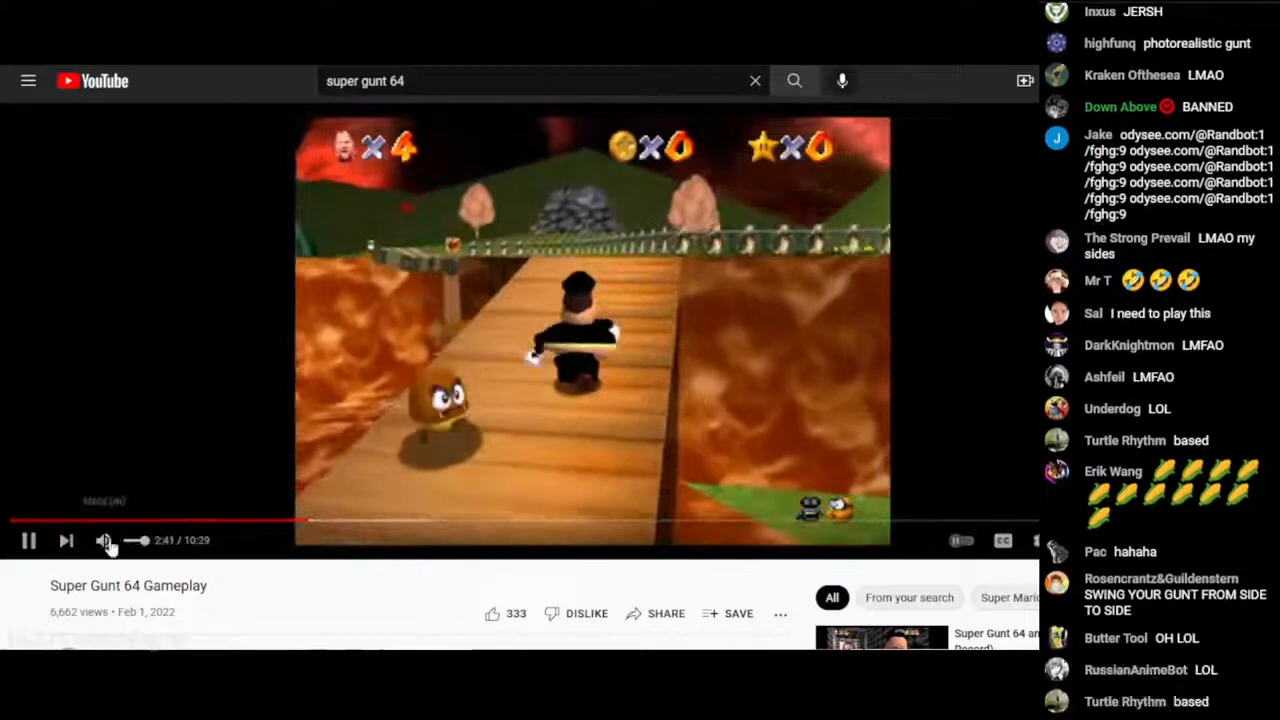 YouTube
super gunt 64
x 4
x 0
x 0
2:41 / 10:29
CC
Super Gunt 64 Gameplay
6,662 views • Feb 1, 2022
333
DISLIKE
SHARE
SAVE
All
From your search
Super Mario
Super Gunt 64 an
Inxus JERSH
highfunq photorealistic gunt
Kraken Ofthesea LMAO
Down Above BANNED
Jake odysee.com/@Randbot:1
/fghg:9 odysee.com/@Randbot:1
/fghg:9 odysee.com/@Randbot:1
/fghg:9 odysee.com/@Randbot:1
/fghg:9 odysee.com/@Randbot:1
/fghg:9
The Strong Prevail LMAO my
sides
Mr T 🤣🤣🤣
Sal I need to play this
DarkKnightmon LMFAO
Ashfeil LMFAO
Underdog LOL
Turtle Rhythm based
Erik Wang 🌽🌽🌽🌽
🌽🌽🌽🌽🌽🌽
🌽
Pac hahaha
Rosencrantz&Guildenstern
SWING YOUR GUNT FROM SIDE
TO SIDE
Butter Tool OH LOL
RussianAnimeBot LOL
Turtle Rhythm based